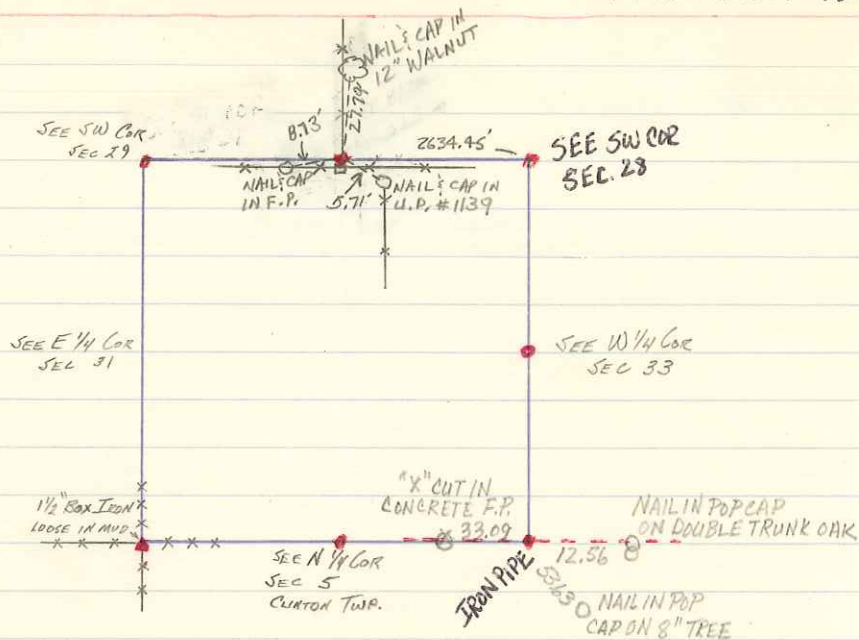 NAIL & CAP IN
12" WALNUT
27.79'
8.73'
2634.45'
SEE SW COR
SEC 29
SEE SW COR
SEC. 28
NAIL & CAP
IN F.P.
5.71'
NAIL & CAP IN
U.P. #1139
SEE E 1/4 COR
SEC 31
SEE W 1/4 COR
SEC 33
1 1/2" BOX IRON
LOOSE IN MUD
"X" CUT IN
CONCRETE F.P.
33.09
NAIL IN POP CAP
ON DOUBLE TRUNK OAK
12.56
SEE N 1/4 COR
SEC 5
CLINTON TWP.
IRON PIPE
NAIL IN POP
CAP ON 8" TREE